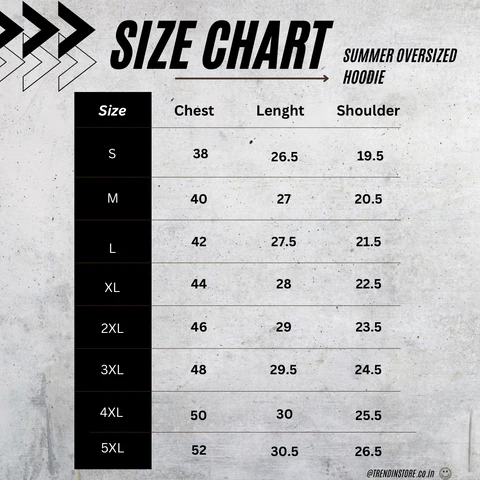 SIZE CHART
SUMMER OVERSIZED
HOODIE
Size Chest Lenght Shoulder
S 38 26.5 19.5
M 40 27 20.5
L 42 27.5 21.5
XL 44 28 22.5
2XL 46 29 23.5
3XL 48 29.5 24.5
4XL 50 30 25.5
5XL 52 30.5 26.5
@TRENDINSTORE.co.in